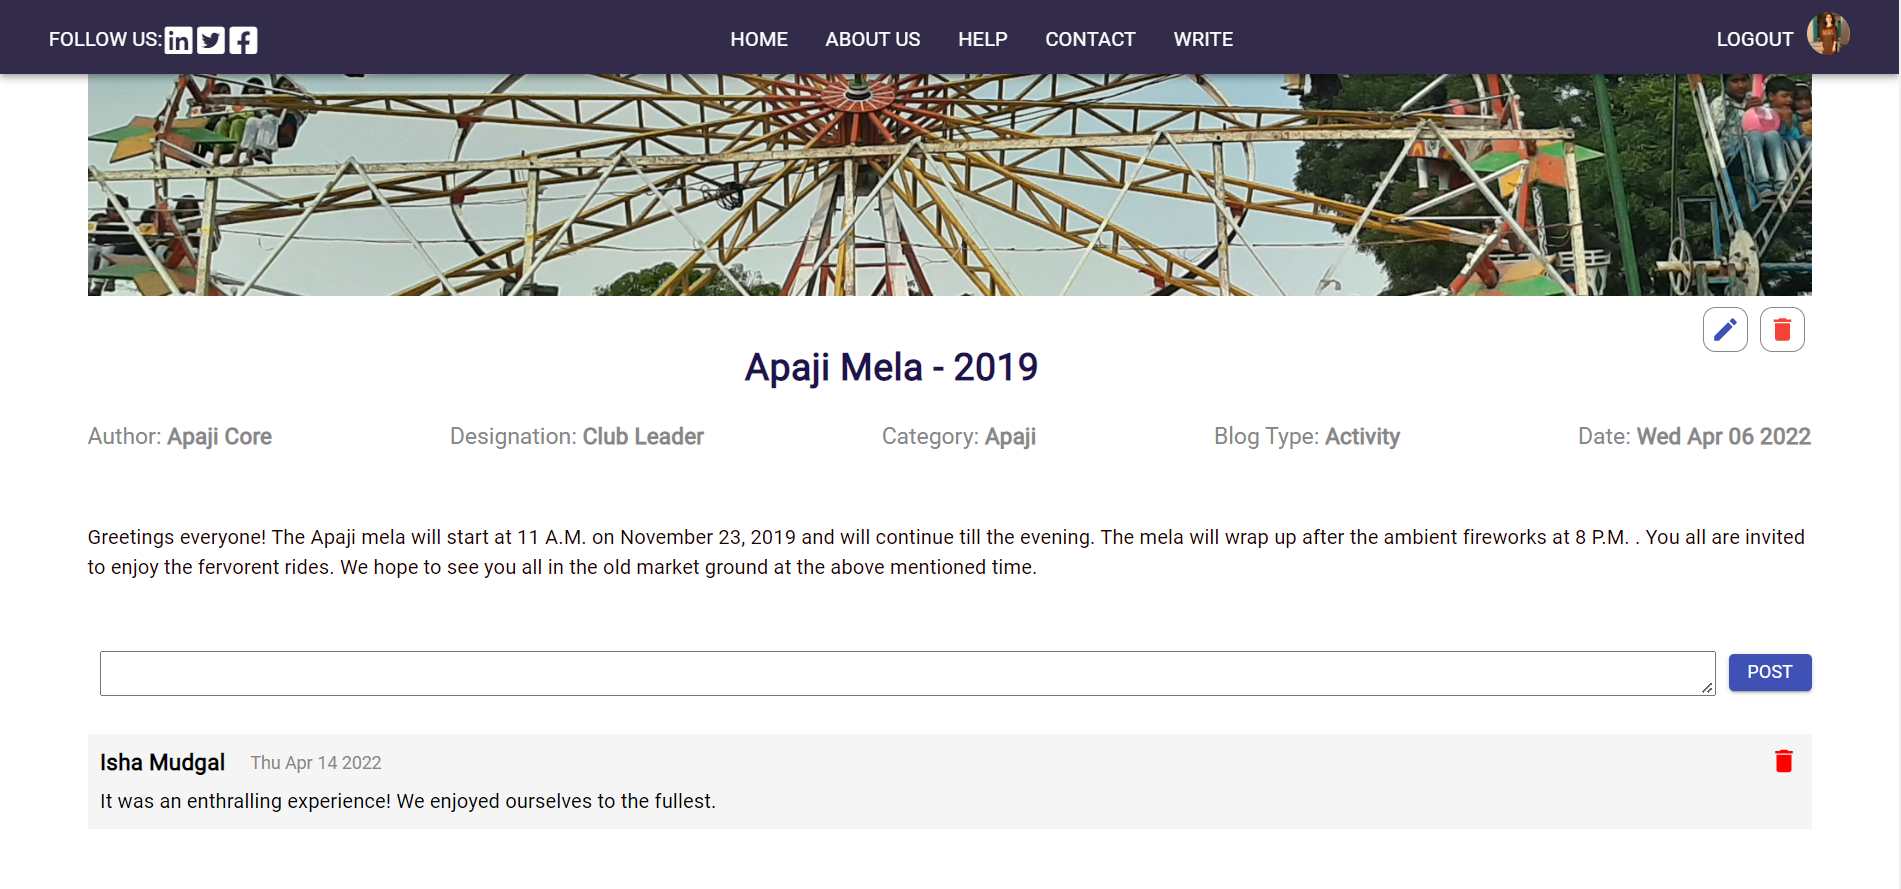 FOLLOW US: in HOME ABOUT US HELP CONTACT WRITE LOGOUT
Apaji Mela - 2019
Author: Apaji Core Designation: Club Leader Category: Apaji Blog Type: Activity Date: Wed Apr 06 2022
Greetings everyone! The Apaji mela will start at 11 A.M. on November 23, 2019 and will continue till the evening. The mela will wrap up after the ambient fireworks at 8 P.M. . You all are invited
to enjoy the fervorent rides. We hope to see you all in the old market ground at the above mentioned time.
POST
Isha Mudgal Thu Apr 14 2022
It was an enthralling experience! We enjoyed ourselves to the fullest.